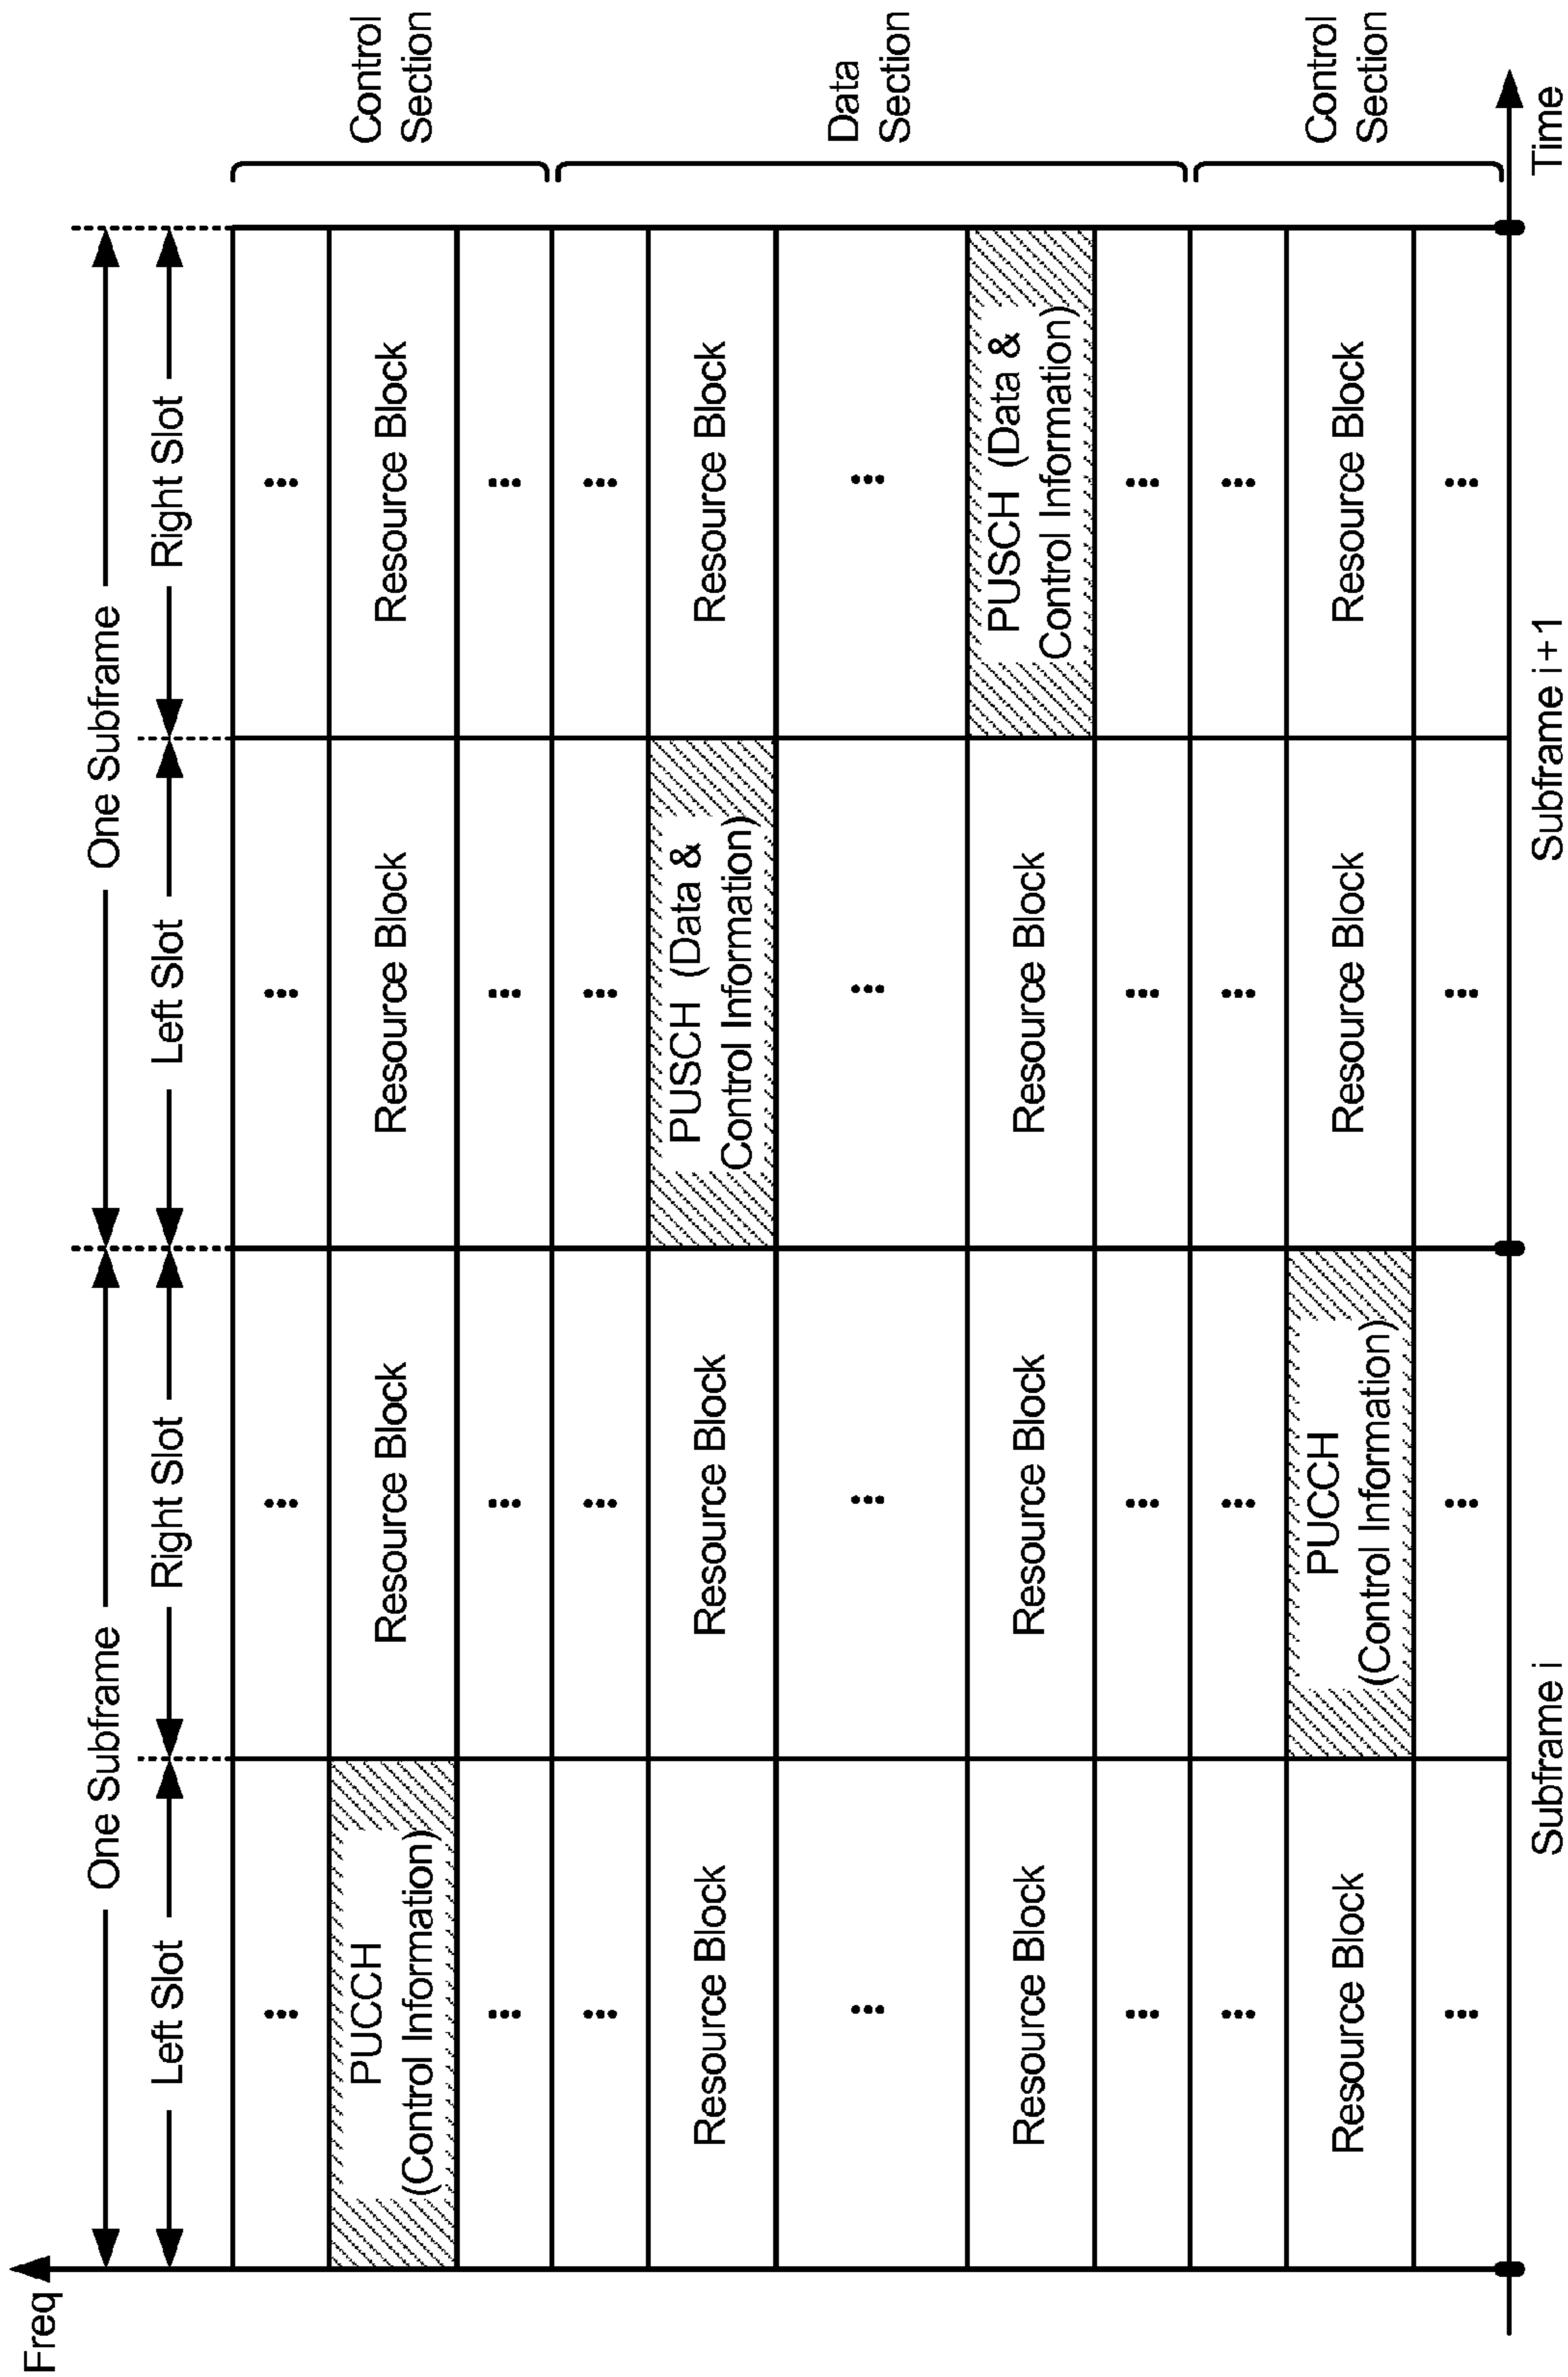 Freq
One Subframe
One Subframe
Left Slot
Right Slot
Left Slot
Right Slot
... ... ... ...
PUCCH
(Control Information)
Resource Block
Resource Block
Resource Block
Control
Section
... ... ... ...
... ... ... ...
Resource Block
Resource Block
PUSCH (Data &
Control Information)
Resource Block
... ... ... ...
Data
Section
Resource Block
Resource Block
Resource Block
PUSCH (Data &
Control Information)
... ... ... ...
... ... ... ...
Resource Block
PUCCH
(Control Information)
Resource Block
Resource Block
Control
Section
... ... ... ...
Subframe i
Subframe i+1
Time